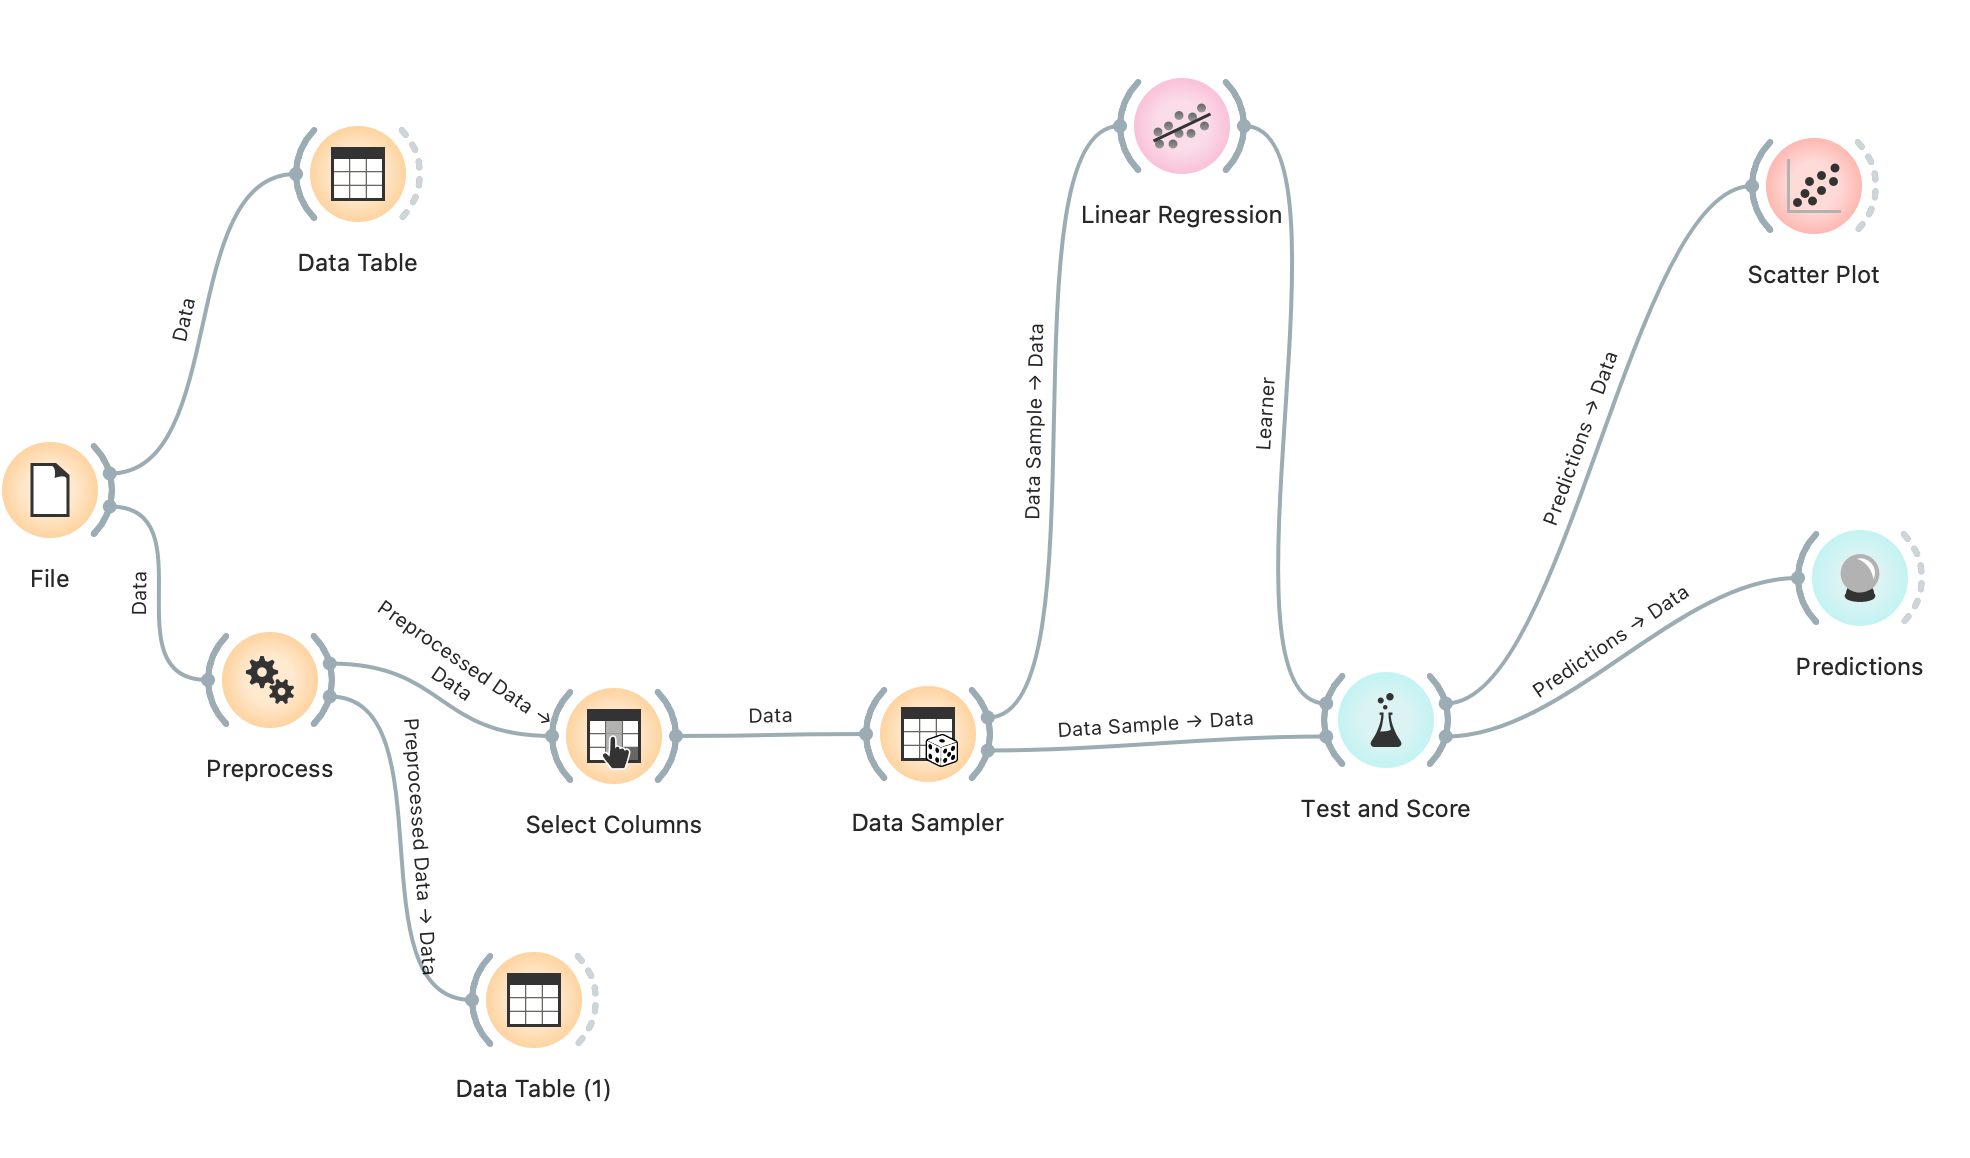 Data Table
Data
File
Data
Preprocess
Preprocessed Data →
Data
Preprocessed Data → Data
Data Table (1)
Select Columns
Data
Data Sampler
Data Sample → Data
Linear Regression
Learner
Data Sample → Data
Test and Score
Predictions → Data
Scatter Plot
Predictions → Data
Predictions